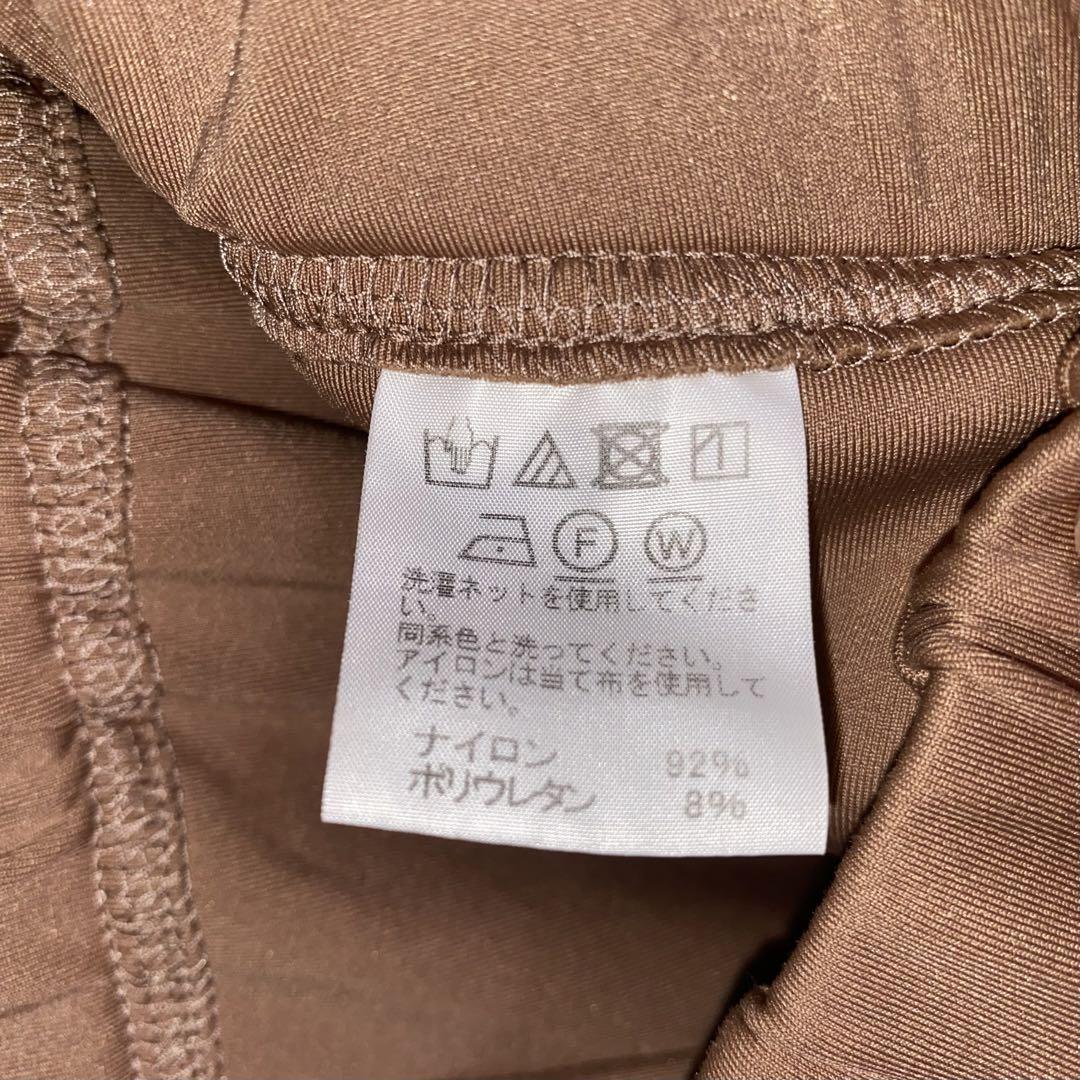 F W
洗濯ネットを使用してくださ
い。
同系色と洗ってください。
アイロンは当て布を使用して
ください。
ナイロン 92%
ポリウレタン 8%